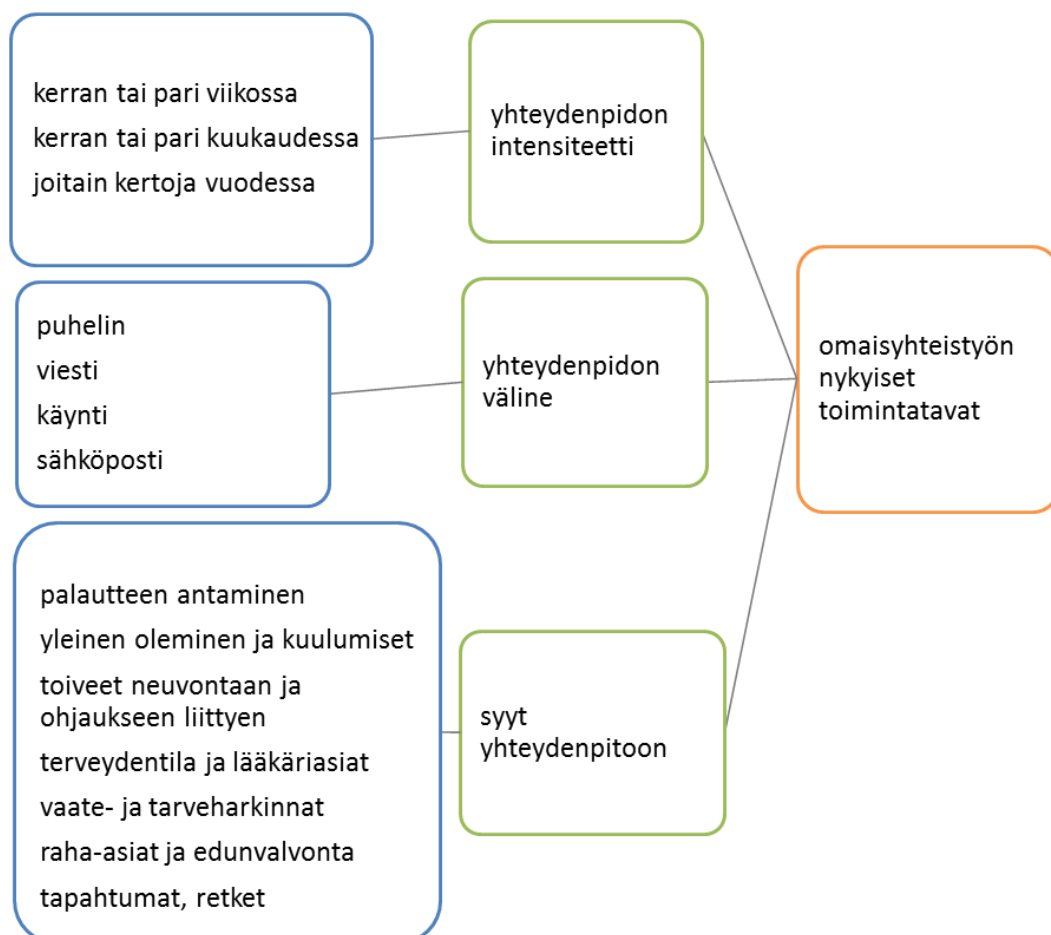 kerran tai pari viikossa
kerran tai pari kuukaudessa
joitain kertoja vuodessa
yhteydenpidon
intensiteetti
puhelin
viesti
käynti
sähköposti
yhteydenpidon
väline
omaisyhteistyön
nykyiset
toimintatavat
palautteen antaminen
yleinen oleminen ja kuulumiset
toiveet neuvontaan ja
ohjaukseen liittyen
terveydentila ja lääkäriasiat
vaate- ja tarveharkinnat
raha-asiat ja edunvalvonta
tapahtumat, retket
syyt
yhteydenpitoon